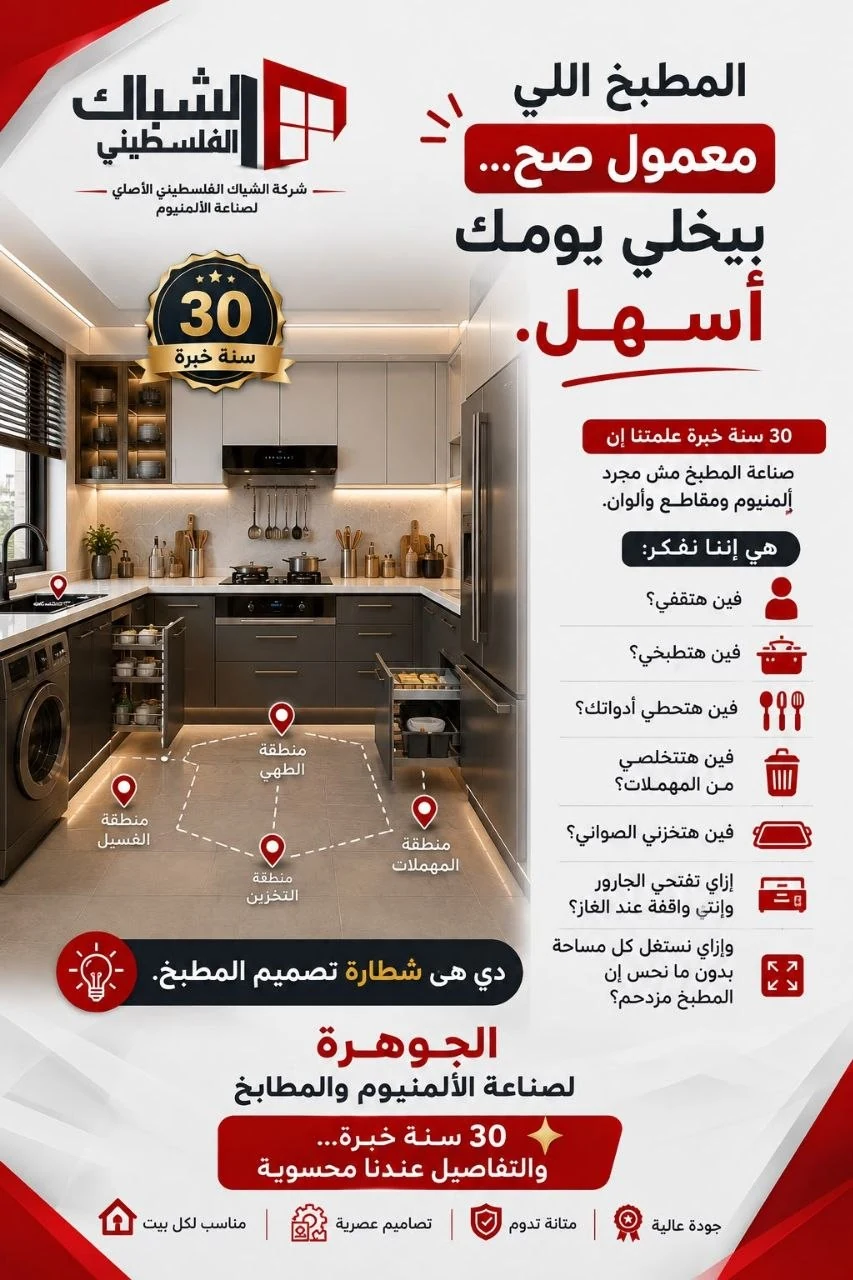 الشباك
الفلسطيني
شركة الشباك الفلسطيني الأصلي
لصناعة الألمنيوم
المطبخ اللي
معمول صح...
بيخلي يومك
أسهل.
30
سنة خبرة
30 سنة خبرة علمتنا إن
صناعة المطبخ مش مجرد
ألمنيوم ومقاطع وألوان.
هي إننا نفكر:
فين هتقفي؟
فين هتطبخي؟
فين هتحطي أدواتك؟
فين هتتخلصي
من المهملات؟
فين هتخزني الصواني؟
إزاي تفتحي الجارور
وإنتي واقفة عند الغاز؟
وإزاي نستغل كل مساحة
بدون ما نحس إن
المطبخ مزدحم؟
منطقة
الطهي
منطقة
الغسيل
منطقة
التخزين
منطقة
المهملات
دي هى شطارة تصميم المطبخ.
الجوهرة
لصناعة الألمنيوم والمطابخ
30 سنة خبرة...
والتفاصيل عندنا محسوبة
جودة عالية
متانة تدوم
تصاميم عصرية
مناسب لكل بيت